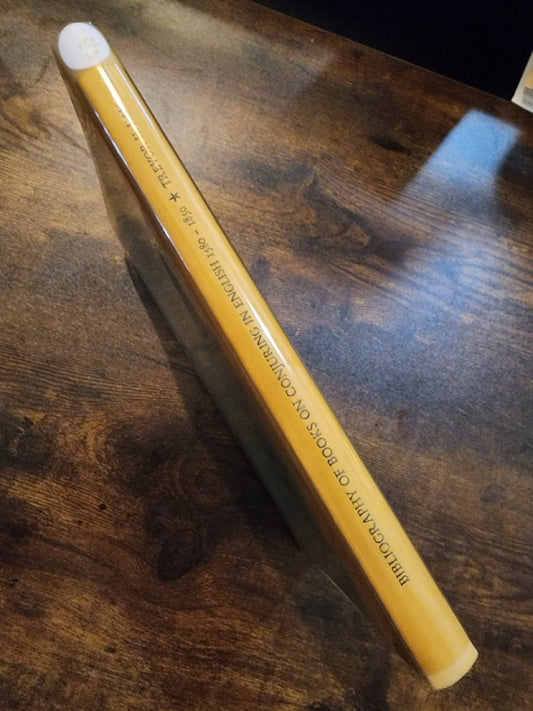 BIBLIOGRAPHY OF BOOKS ON CONJURING IN ENGLISH 1580 – 1850 ★ TREVOR H. HALL